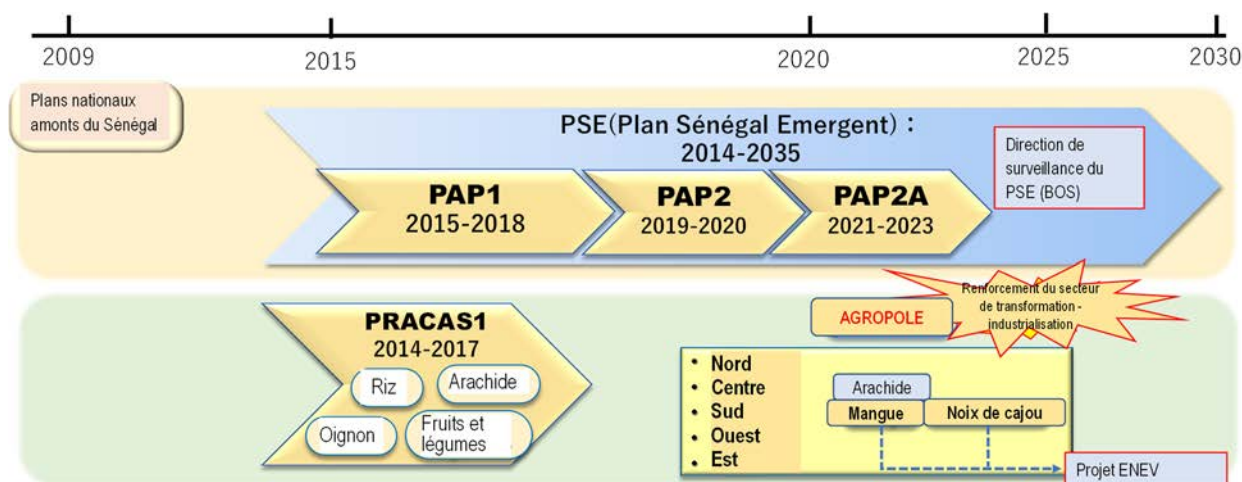 2009
2015
2020
2025
2030
Plans nationaux
amonts du Sénégal
PSE(Plan Sénégal Emergent) :
2014-2035
Direction de
surveillance du
PSE (BOS)
PAP1
2015-2018
PAP2
2019-2020
PAP2A
2021-2023
PRACAS1
2014-2017
Riz
Arachide
Oignon
Fruits et
légumes
AGROPOLE
Renforcement du secteur
de transformation -
industrialisation
• Nord
• Centre
• Sud
• Ouest
• Est
Arachide
Mangue
Noix de cajou
Projet ENEV